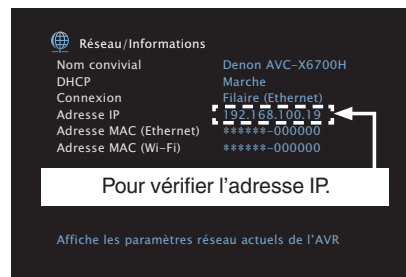 Réseau/Informations
Nom convivial Denon AVC-X6700H
DHCP Marche
Connexion Filaire (Ethernet)
Adresse IP 192.168.100.19
Adresse MAC (Ethernet) ******-000000
Adresse MAC (Wi-Fi) ******-000000
Pour vérifier l'adresse IP.
Affiche les paramètres réseau actuels de l'AVR